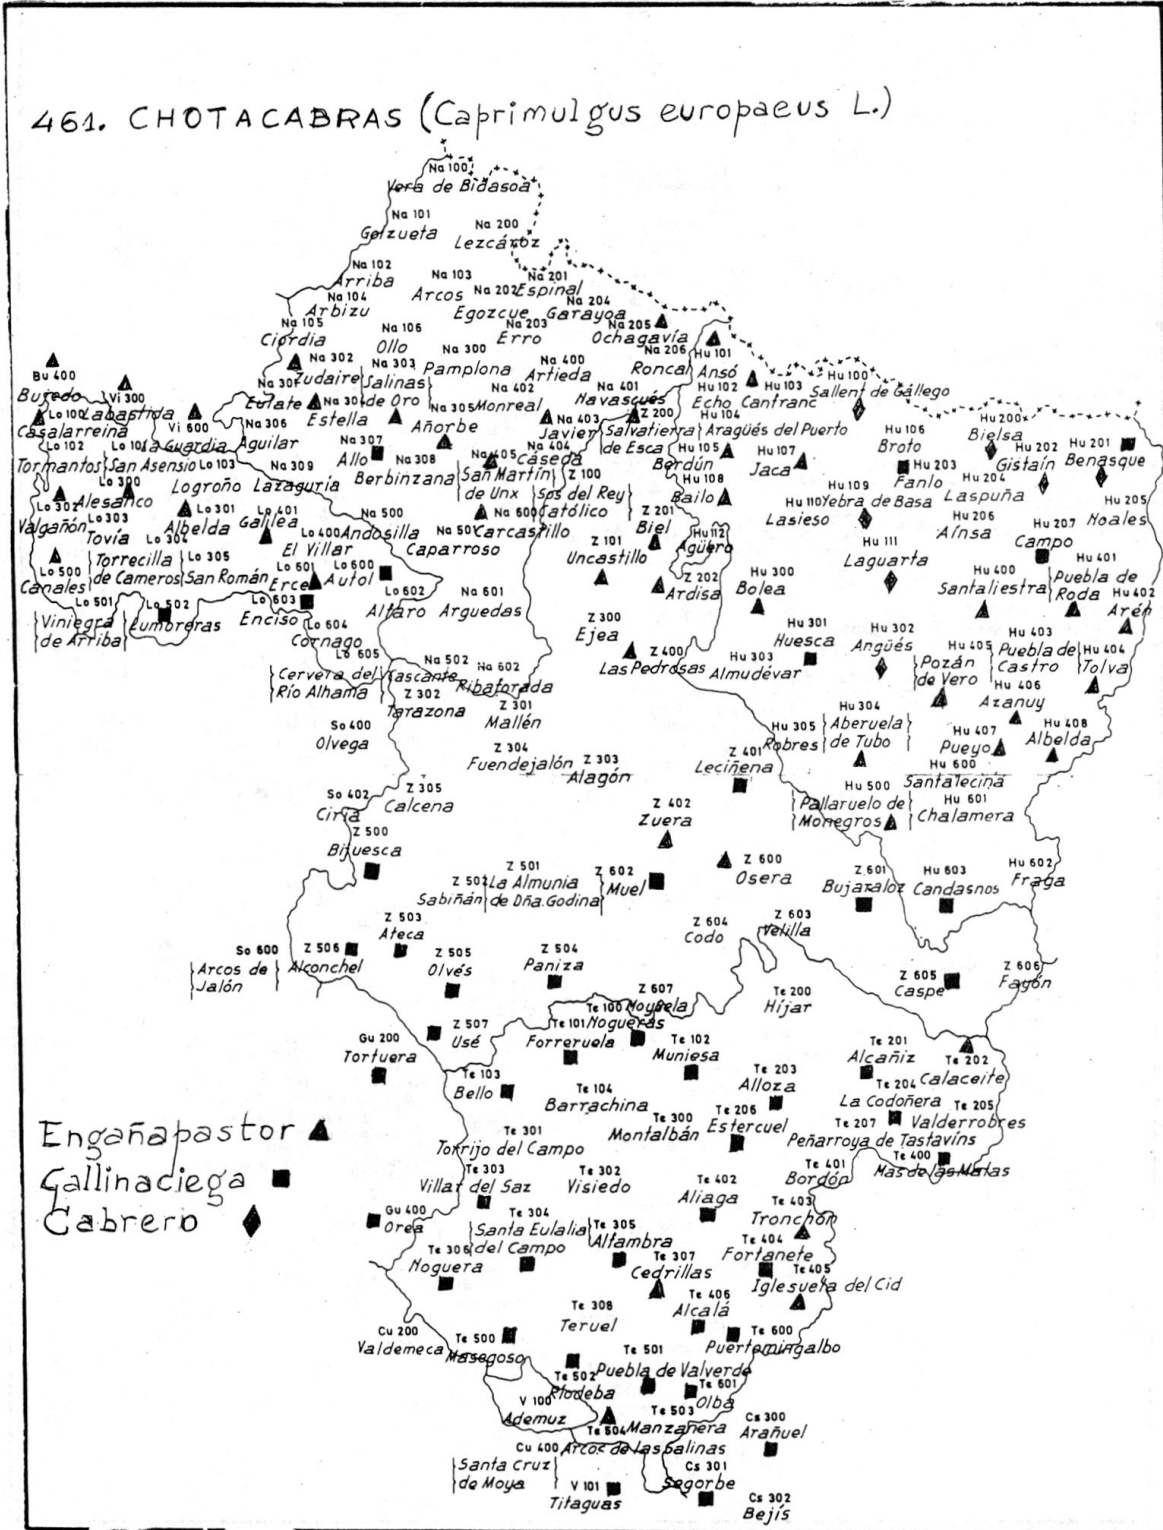 461. CHOTACABRAS (Caprimulgus europaeus L.)
Na 100
Vera de Bidasoa
Na 101
Goizueta
Na 200
Lezcároz
Na 102
Arriba
Na 103
Arcos
Na 201
Espinal
Na 202
Egozcue
Na 104
Arbizu
Na 204
Garayoa
Na 105
Ciordia
Na 106
Ollo
Na 203
Erro
Na 205
Ochagavía
Na 300
Pamplona
Na 206
Roncal
Hu 101
Ansó
Bu 400
Bujedo
Vi 300
Labastida
Na 301
Eulate
Na 302
Zudaire
Na 303
Salinas
de Oro
Na 400
Artieda
Na 401
Navascués
Hu 102
Echo
Hu 103
Canfranc
Hu 100
Sallent de Gállego
Lo 100
Casalarreina
Vi 600
La Guardia
Na 306
Aguilar
Estella
Na 305
Añorbe
Na 402
Monreal
Na 403
Javier
Z 200
Salvatierra
de Esca
Hu 104
Aragüés del Puerto
Hu 200
Bielsa
Lo 102
Tormantos
San Asensio
Lo 103
Logroño
Na 309
Lazaguría
Na 307
Allo
Na 308
Berbinzana
Na 405
San Martín
de Unx
Na 404
Cáseda
Z 100
Sos del Rey
Católico
Hu 105
Berdún
Hu 107
Jaca
Hu 106
Broto
Hu 203
Fanlo
Hu 202
Gistaín
Hu 201
Benasque
Lo 302
Valgañón
Lo 300
Alesanco
Lo 301
Albelda
Lo 401
Galilea
Na 500
Andosilla
Na 501
Caparroso
Na 600
Carcastillo
Z 201
Biel
Hu 108
Bailo
Hu 110
Lasieso
Hu 109
Yebra de Basa
Hu 204
Laspuña
Hu 205
Noales
Lo 303
Tovía
Lo 304
Torrecilla
de Cameros
Lo 305
San Román
Lo 400
El Villar
Z 101
Uncastillo
Hu 112
Agüero
Hu 111
Laguarta
Hu 206
Aínsa
Hu 207
Campo
Lo 500
Canales
Lo 601
Erce
Lo 600
Autol
Lo 602
Alfaro
Na 601
Arguedas
Z 202
Ardisa
Hu 300
Bolea
Hu 400
Santaliestra
Hu 401
Puebla de
Roda
Hu 402
Arén
Lo 501
Viniegra
de Arriba
Lo 502
Lumbreras
Lo 603
Enciso
Lo 604
Cornago
Z 300
Ejea
Z 400
Las Pedrosas
Hu 303
Almudévar
Hu 301
Huesca
Hu 302
Angüés
Hu 405
Pozán
de Vero
Hu 403
Puebla de
Castro
Hu 404
Tolva
Lo 605
Cervera del
Río Alhama
Na 502
Cascante
Na 602
Ribaforada
Z 302
Tarazona
Z 301
Mallén
Hu 406
Azanuy
So 400
Olvega
Z 304
Fuendejalón
Z 303
Alagón
Z 401
Leciñena
Hu 305
Robres
Hu 304
Aberuela
de Tubo
Hu 407
Pueyo
Hu 408
Albelda
So 402
Ciria
Z 305
Calcena
Z 402
Zuera
Hu 500
Pallaruelo de
Monegros
Hu 600
Santalecina
Hu 601
Chalamera
Z 500
Bijuesca
Z 502
Sabiñán
Z 501
La Almunia
de Dña. Godina
Z 602
Muel
Z 600
Osera
Z 601
Bujaraloz
Hu 603
Candasnos
Hu 602
Fraga
So 600
Arcos de
Jalón
Z 506
Alconchel
Z 503
Ateca
Z 505
Olvés
Z 504
Paniza
Z 604
Codo
Z 603
Velilla
Z 605
Caspe
Z 606
Fayón
Gu 200
Tortuera
Z 507
Usé
Te 101
Forreruela
Te 100
Nogueras
Z 607
Moyuela
Te 102
Muniesa
Te 200
Híjar
Te 201
Alcañiz
Te 202
Calaceite
Te 103
Bello
Te 104
Barrachina
Te 203
Alloza
Te 204
La Codoñera
Te 205
Valderrobres
Engañapastor
Te 301
Torrijo del Campo
Te 300
Montalbán
Te 206
Estercuel
Te 207
Peñarroya de Tastavíns
Te 400
Mas de las Matas
Gallinaciega
Te 303
Villar del Saz
Te 302
Visiedo
Te 402
Aliaga
Te 401
Bordón
Cabrero
Gu 400
Orea
Te 304
Santa Eulalia
del Campo
Te 305
Alfambra
Te 403
Tronchón
Te 306
Noguera
Te 307
Cedrillas
Te 404
Fortanete
Te 405
Iglesuela del Cid
Te 308
Teruel
Te 406
Alcalá
Cu 200
Valdemeca
Te 500
Masegoso
Te 501
Puebla de Valverde
Te 600
Puertomingalbo
Te 502
Riodeba
Te 601
Olba
V 100
Ademuz
Te 503
Manzanera
Te 504
Arcos de las Salinas
Cs 300
Arañuel
Cu 400
Santa Cruz
de Moya
V 101
Titaguas
Cs 301
Segorbe
Cs 302
Bejís